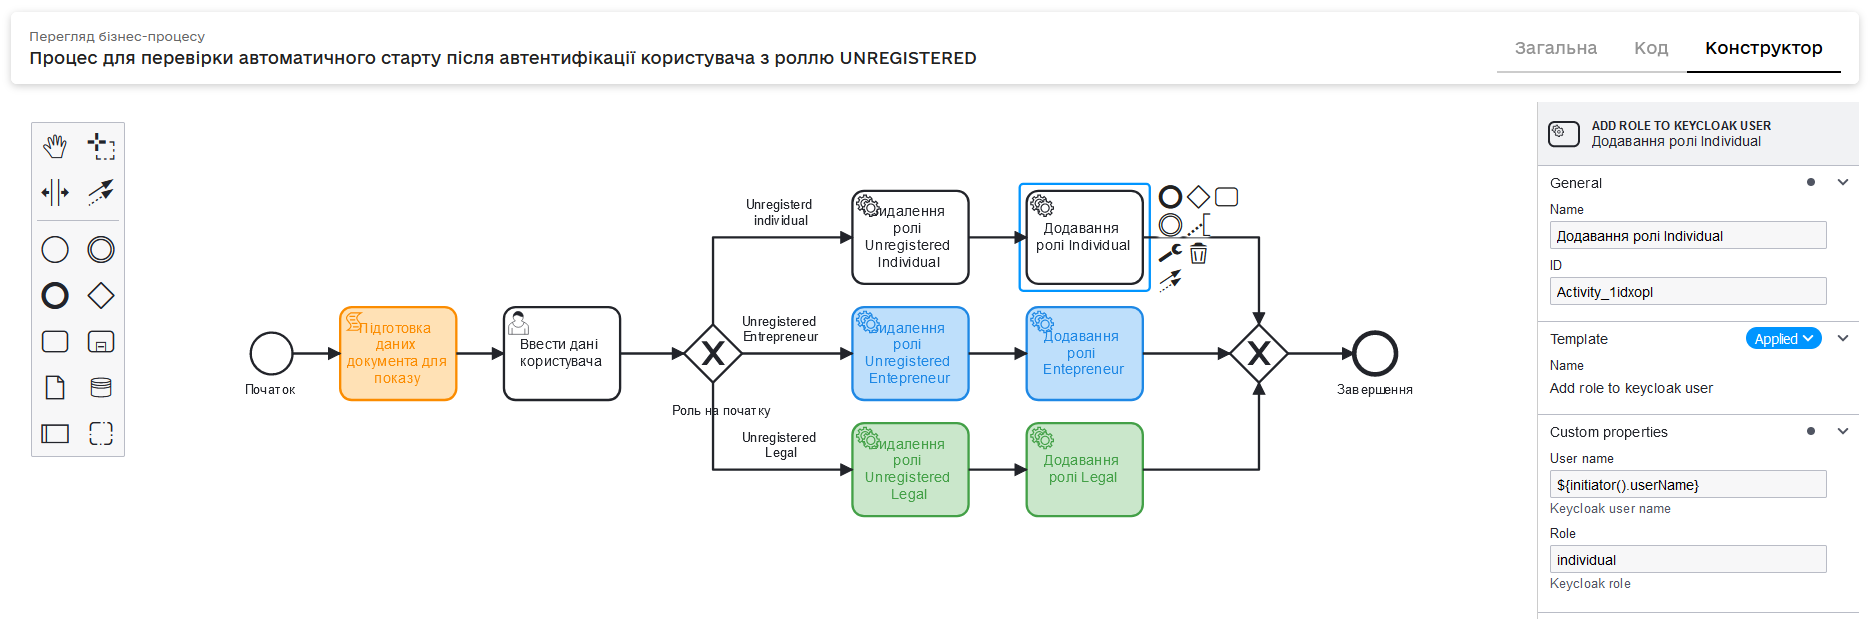 Перегляд бізнес-процесу
Процес для перевірки автоматичного старту після автентифікації користувача з роллю UNREGISTERED
Загальна
Код
Конструктор
ADD ROLE TO KEYCLOAK USER
Додавання ролі Individual
General
Name
Додавання ролі Individual
ID
Activity_1idxopl
Template
Applied
Name
Add role to keycloak user
Custom properties
User name
${initiator().userName}
Keycloak user name
Role
individual
Keycloak role
Початок
Підготовка
даних
документа для
показу
Ввести дані
користувача
Роль на початку
Unregisterd
individual
идалення
ролі
Unregistered
Individual
Додавання
ролі Individual
Unregistered
Entrepreneur
идалення
ролі
Unregistered
Entepreneur
Додавання
ролі
Entepreneur
Unregistered
Legal
идалення
ролі
Unregistered
Legal
Додавання
ролі Legal
Завершення